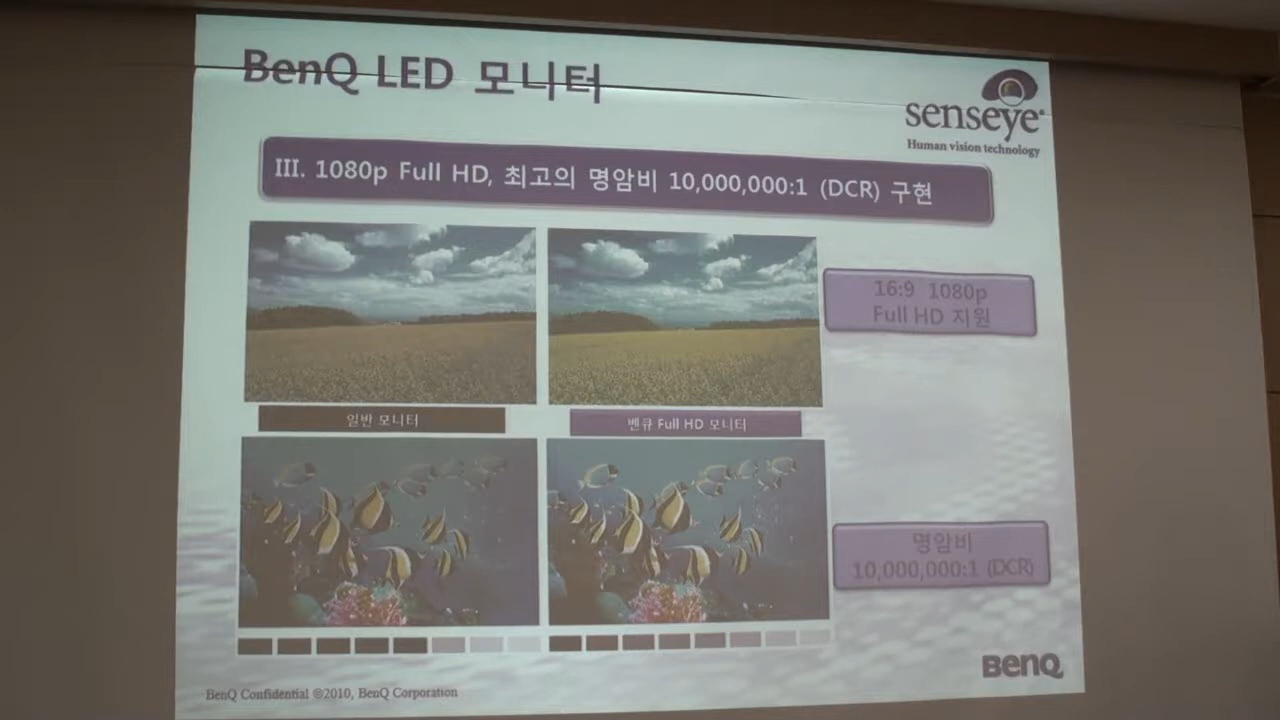 BenQ LED 모니터
senseye
Human vision technology
III. 1080p Full HD, 최고의 명암비 10,000,000:1 (DCR) 구현
16:9 1080p
Full HD 지원
일반 모니터
벤큐 Full HD 모니터
명암비
10,000,000:1 (DCR)
BenQ
BenQ Confidential ©2010, BenQ Corporation